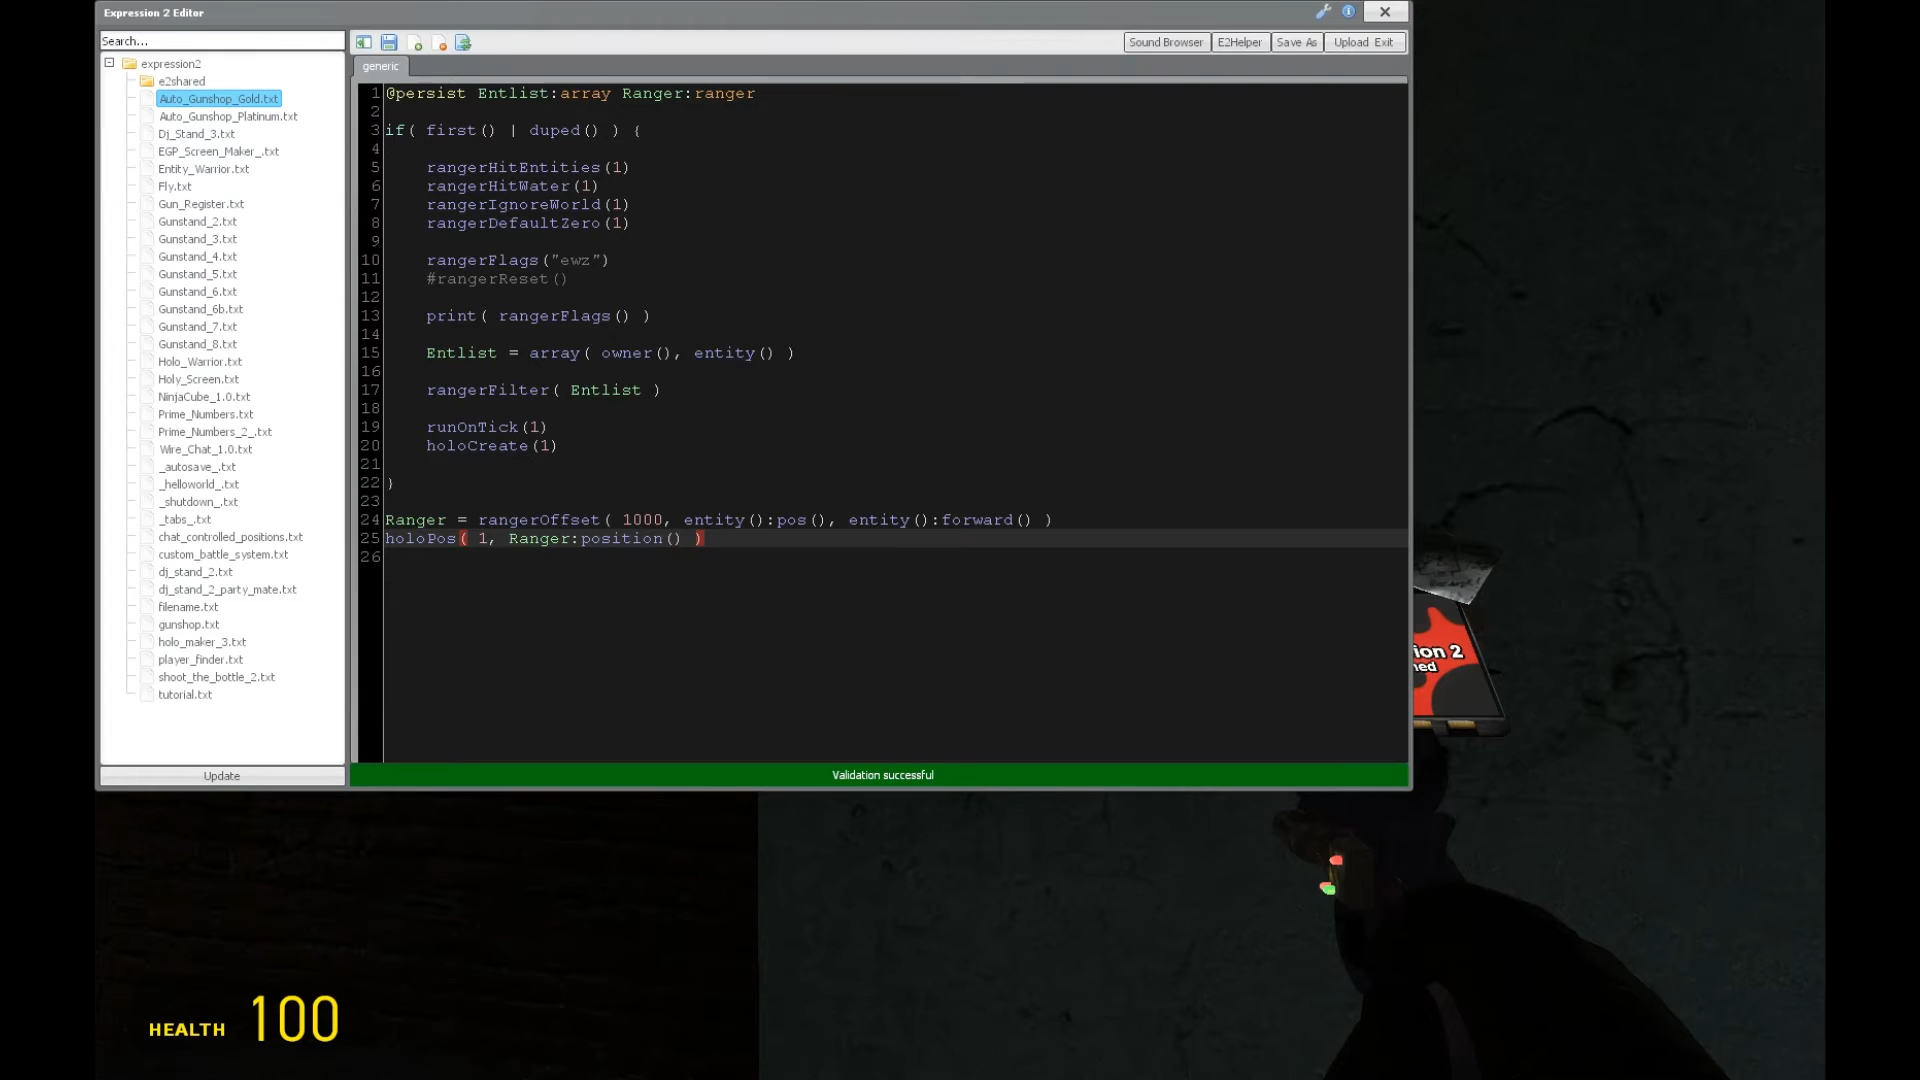 Expression 2 Editor
Search...
Sound Browser
E2Helper
Save As
Upload
Exit
expression2
e2shared
Auto_Gunshop_Gold.txt
Auto_Gunshop_Platinum.txt
Dj_Stand_3.txt
EGP_Screen_Maker_.txt
Entity_Warrior.txt
Fly.txt
Gun_Register.txt
Gunstand_2.txt
Gunstand_3.txt
Gunstand_4.txt
Gunstand_5.txt
Gunstand_6.txt
Gunstand_6b.txt
Gunstand_7.txt
Gunstand_8.txt
Holo_Warrior.txt
Holy_Screen.txt
NinjaCube_1.0.txt
Prime_Numbers.txt
Prime_Numbers_2_.txt
Wire_Chat_1.0.txt
_autosave_.txt
_helloworld_.txt
_shutdown_.txt
_tabs_.txt
chat_controlled_positions.txt
custom_battle_system.txt
dj_stand_2.txt
dj_stand_2_party_mate.txt
filename.txt
gunshop.txt
holo_maker_3.txt
player_finder.txt
shoot_the_bottle_2.txt
tutorial.txt
Update
generic
1 @persist Entlist:array Ranger:ranger
2
3 if( first() | duped() ) {
4
5 rangerHitEntities(1)
6 rangerHitWater(1)
7 rangerIgnoreWorld(1)
8 rangerDefaultZero(1)
9
10 rangerFlags("ewz")
11 #rangerReset()
12
13 print( rangerFlags() )
14
15 Entlist = array( owner(), entity() )
16
17 rangerFilter( Entlist )
18
19 runOnTick(1)
20 holoCreate(1)
21
22 }
23
24 Ranger = rangerOffset( 1000, entity():pos(), entity():forward() )
25 holoPos( 1, Ranger:position() )
26
Validation successful
ion 2
ned
HEALTH 100